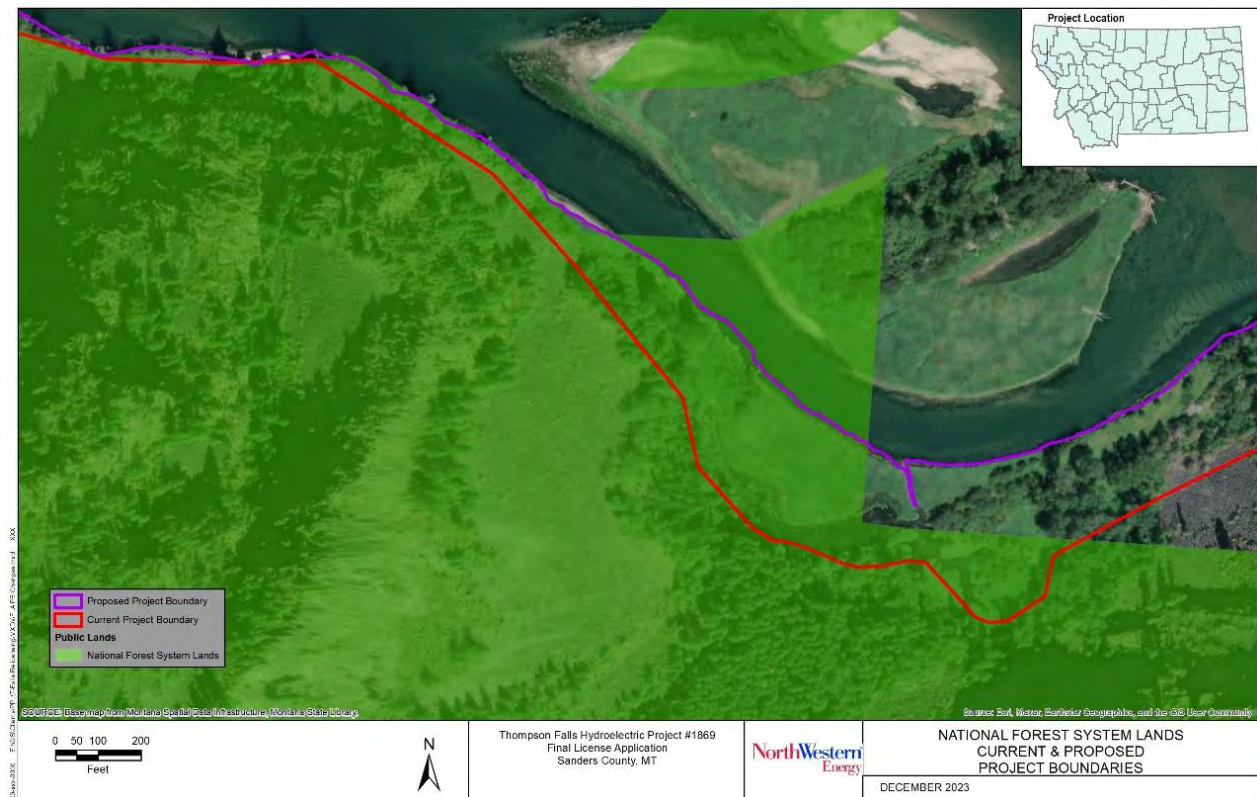 Project Location
Proposed Project Boundary
Current Project Boundary
Public Lands
National Forest System Lands
SOURCE: Base map from Montana Spatial Data Infrastructure, Montana State Library.
Source: Esri, Maxar, Earthstar Geographics, and the GIS User Community
0 50 100 200
Feet
N
Thompson Falls Hydroelectric Project #1869
Final License Application
Sanders County, MT
NorthWestern
Energy
NATIONAL FOREST SYSTEM LANDS
CURRENT & PROPOSED
PROJECT BOUNDARIES
DECEMBER 2023